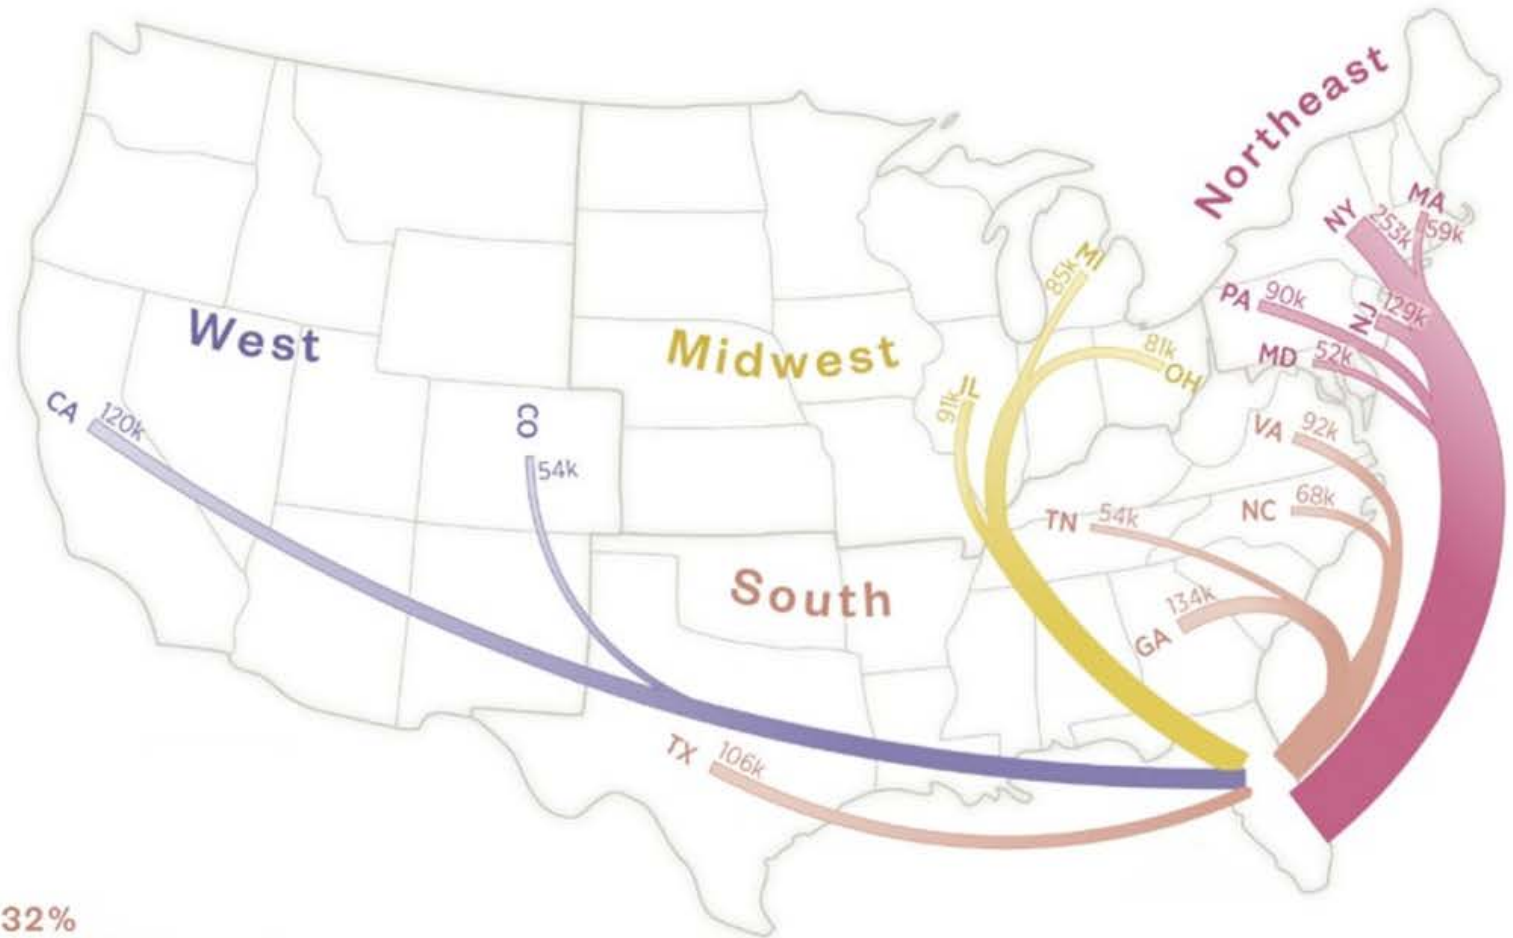 Northeast
MA
59k
NY
253k
PA
90k
NJ
129k
MD
52k
MI
85k
81k
OH
IL
91k
West
Midwest
CA
120k
CO
54k
VA
92k
NC
68k
TN
54k
South
GA
134k
TX
106k
32%